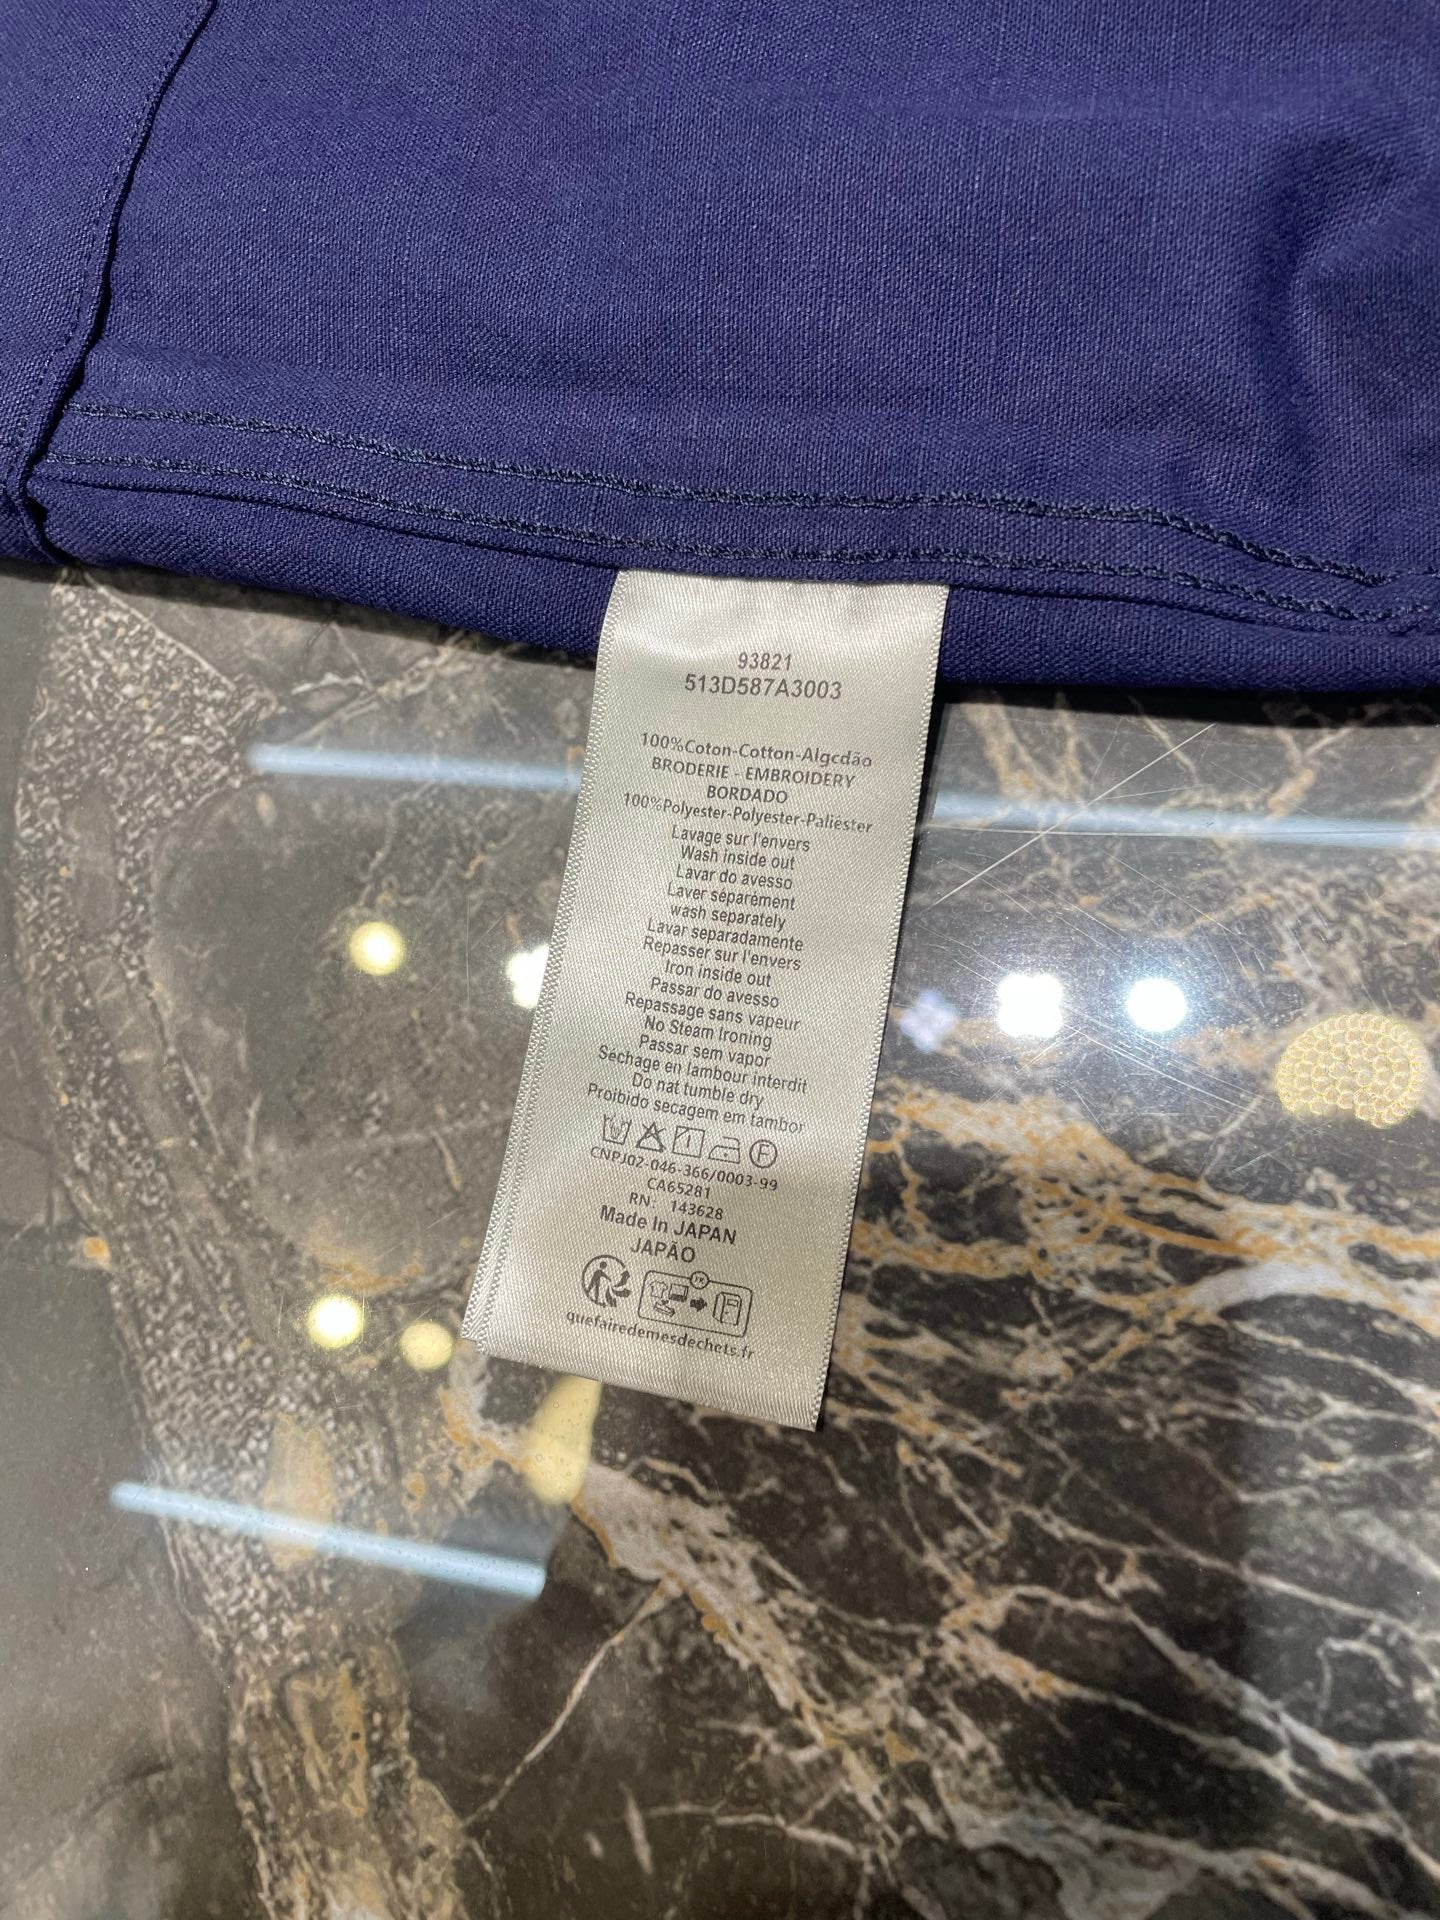 93821
513D587A3003
100%Coton-Cotton-Algcdão
BRODERIE - EMBROIDERY
BORDADO
100%Polyester-Polyester-Paliester
Lavage sur l'envers
Wash inside out
Lavar do avesso
Laver séparément
wash separately
Lavar separadamente
Repasser sur l'envers
Iron inside out
Passar do avesso
Repassage sans vapeur
No Steam Ironing
Passar sem vapor
Séchage en lambour interdit
Do nat tumble dry
Proibido secagem em tambor
F
CNPJ02-046-366/0003-99
CA65281
RN: 143628
Made In JAPAN
JAPÃO
quefairedemesdechets.fr